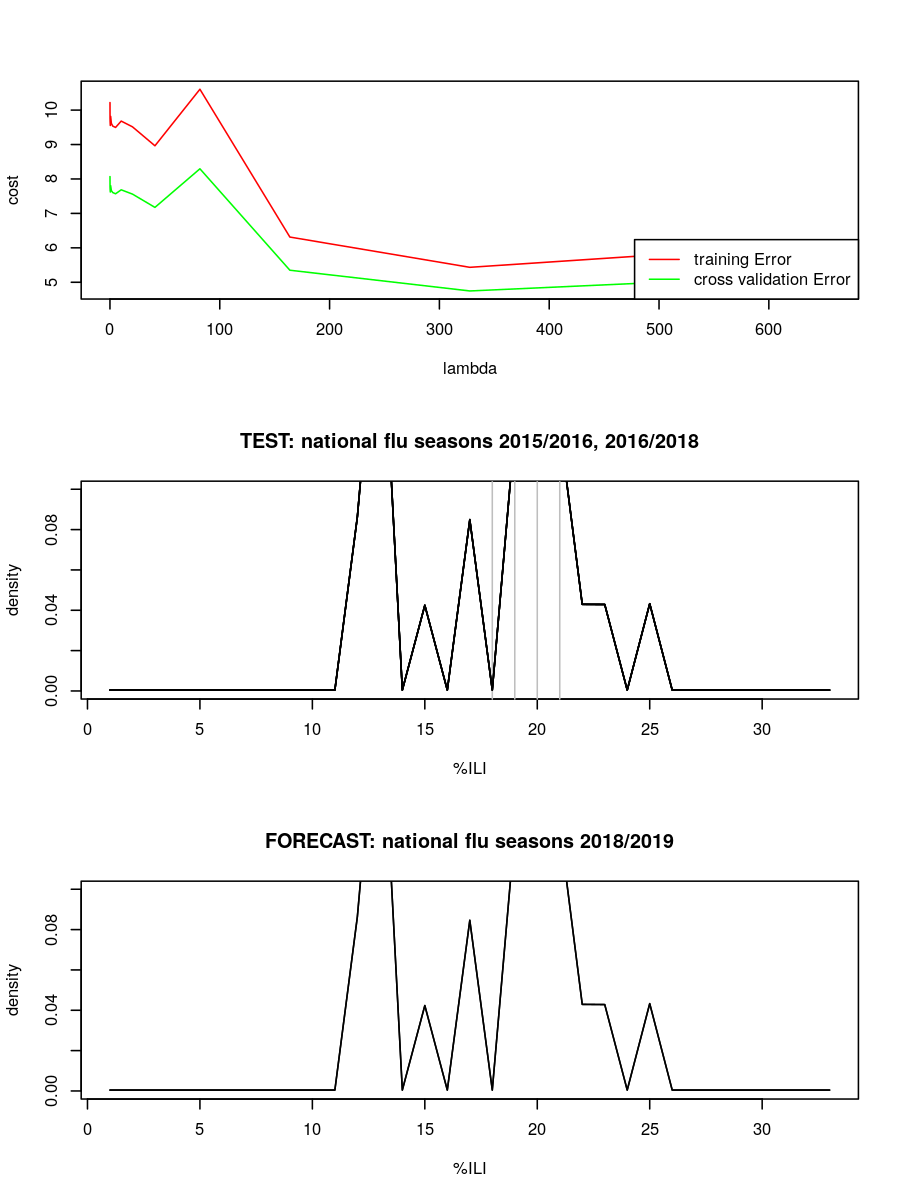 cost
5 6 7 8 9 10
training Error
cross validation Error
0 100 200 300 400 500 600
lambda
TEST: national flu seasons 2015/2016, 2016/2018
density
0.00 0.04 0.08
0 5 10 15 20 25 30
%ILI
FORECAST: national flu seasons 2018/2019
density
0.00 0.04 0.08
0 5 10 15 20 25 30
%ILI